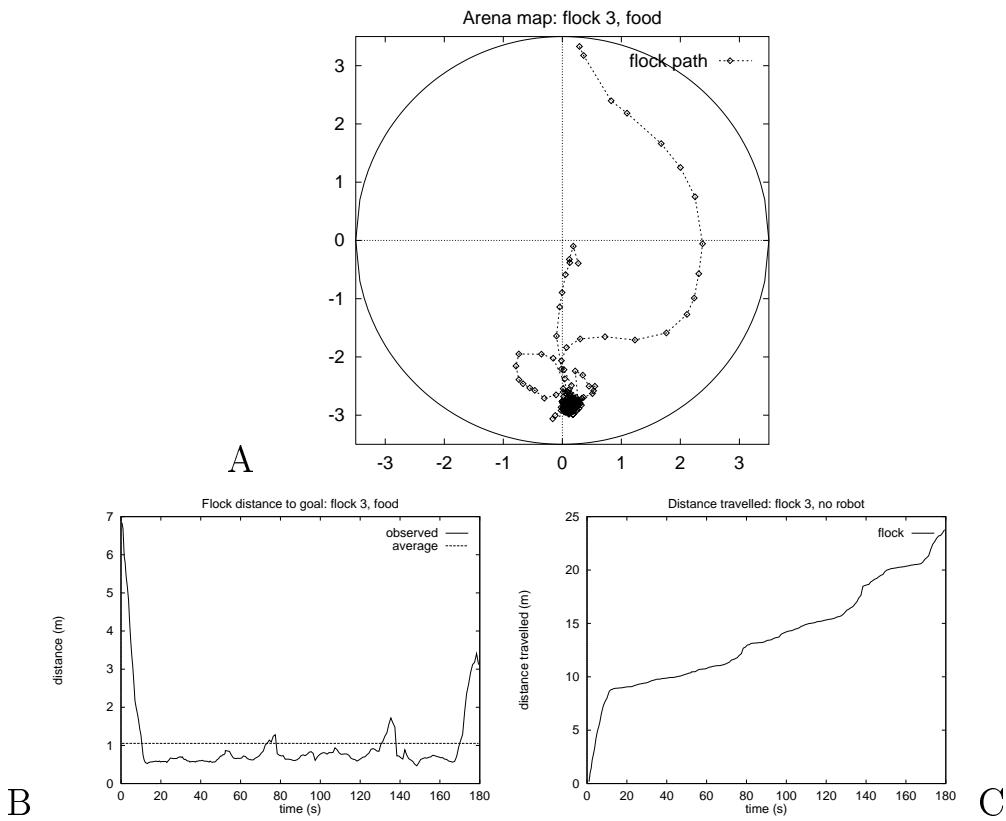 Arena map: flock 3, food
flock path
3
2
1
0
-1
-2
-3
-3 -2 -1 0 1 2 3
A
Flock distance to goal: flock 3, food
observed
average
distance (m)
7
6
5
4
3
2
1
0
0 20 40 60 80 100 120 140 160 180
time (s)
B
Distance travelled: flock 3, no robot
flock
distance travelled (m)
25
20
15
10
5
0
0 20 40 60 80 100 120 140 160 180
time (s)
C